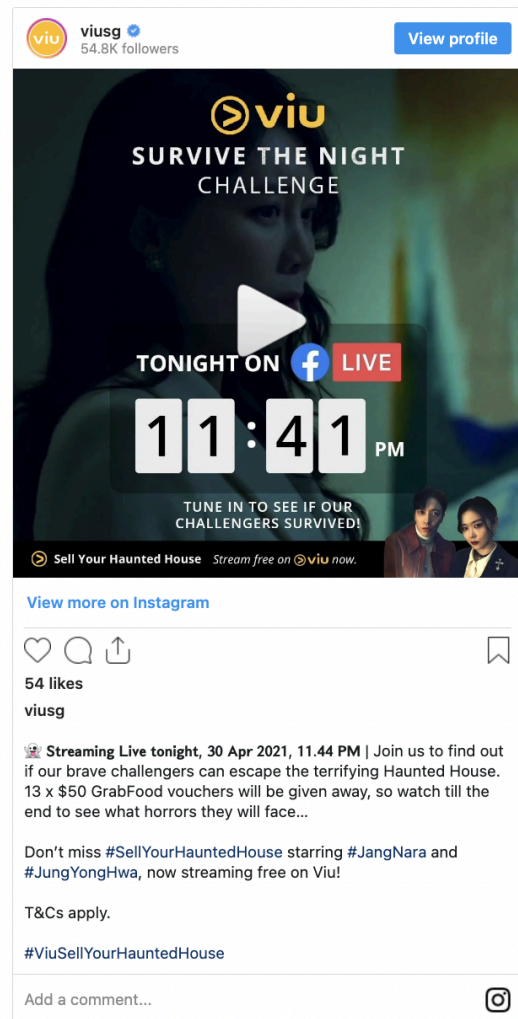 viu
viusg
54.8K followers
View profile
viu
SURVIVE THE NIGHT
CHALLENGE
TONIGHT ON f LIVE
11:41 PM
TUNE IN TO SEE IF OUR
CHALLENGERS SURVIVED!
Sell Your Haunted House Stream free on viu now.
View more on Instagram
54 likes
viusg
👻 Streaming Live tonight, 30 Apr 2021, 11.44 PM | Join us to find out
if our brave challengers can escape the terrifying Haunted House.
13 x $50 GrabFood vouchers will be given away, so watch till the
end to see what horrors they will face...
Don’t miss #SellYourHauntedHouse starring #JangNara and
#JungYongHwa, now streaming free on Viu!
T&Cs apply.
#ViuSellYourHauntedHouse
Add a comment...